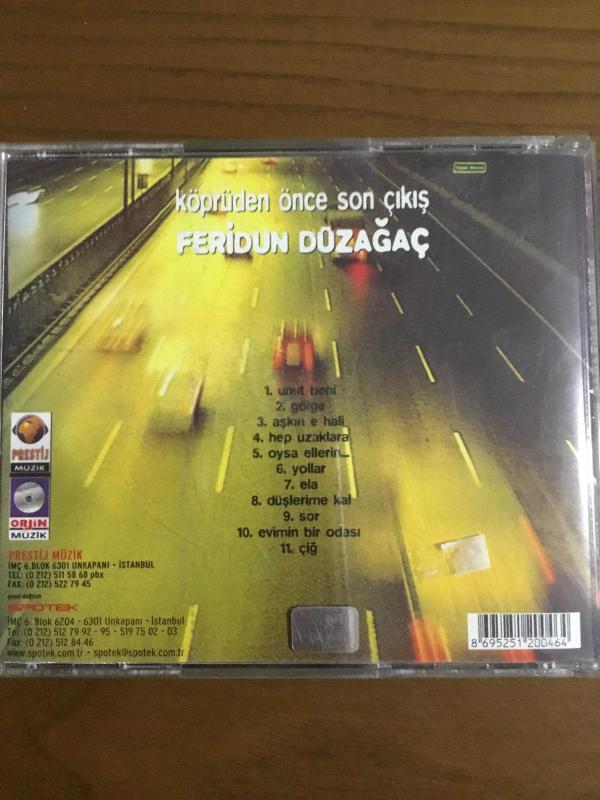 köprüden önce son çıkış
FERİDUN DÜZAĞAÇ
1. unut beni
2. gölge
3. aşkın e hali
4. hep uzaklara
5. oysa ellerin...
6. yollar
7. ela
8. düşlerime kal
9. sor
10. evimin bir odası
11. çiğ
PRESTİJ
MÜZİK
ORJİN
MÜZİK
PRESTİJ MÜZİK
İMÇ 6.BLOK 6301 UNKAPANI • İSTANBUL
TEL: (0 212) 511 58 68 pbx
FAX: (0 212) 522 79 45
genel dağıtım
SPOTEK
İMÇ 6. Blok 6204 - 6301 Unkapanı • İstanbul
Tel: (0 212) 512 79 92 - 95 • 519 75 02 - 03
Fax: (0 212) 512 84 46
www.spotek.com.tr • spotek@spotek.com.tr
8 695251 200464